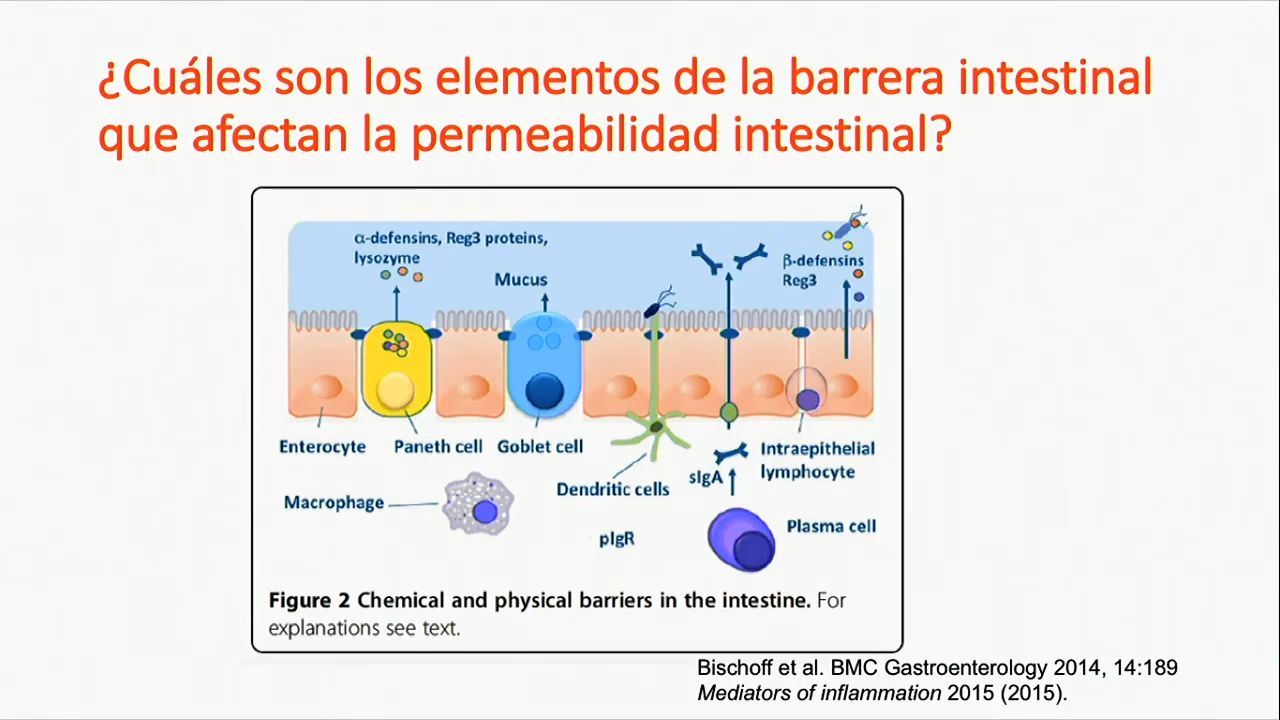 ¿Cuáles son los elementos de la barrera intestinal
que afectan la permeabilidad intestinal?
α-defensins, Reg3 proteins,
lysozyme
Mucus
β-defensins
Reg3
Enterocyte
Paneth cell
Goblet cell
Intraepithelial
lymphocyte
Macrophage
Dendritic cells
sIgA
pIgR
Plasma cell
Figure 2 Chemical and physical barriers in the intestine. For
explanations see text.
Bischoff et al. BMC Gastroenterology 2014, 14:189
Mediators of inflammation 2015 (2015).